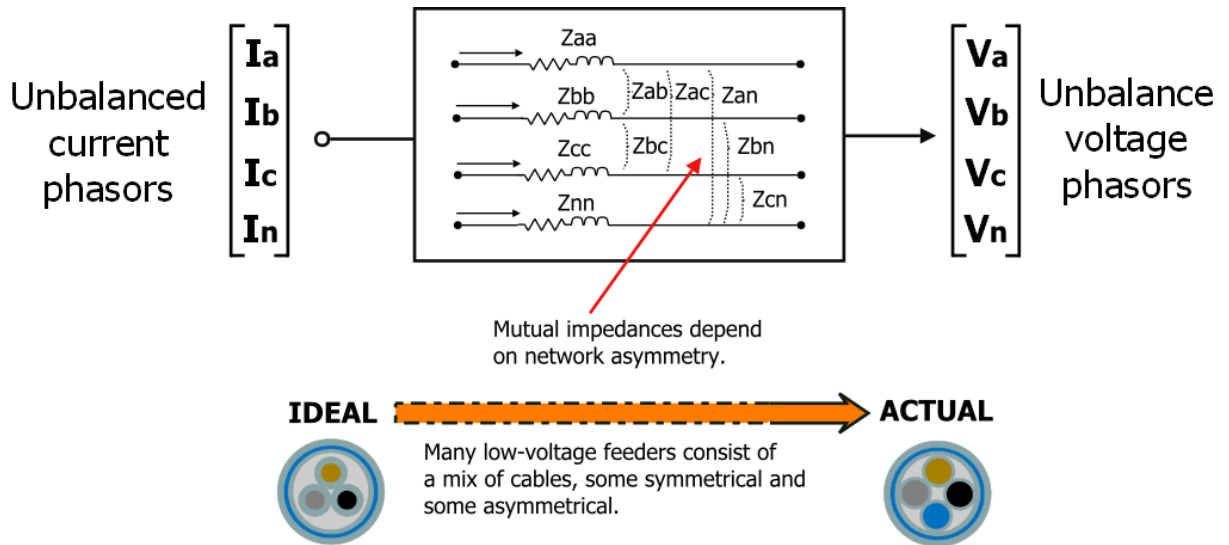 Unbalanced
current
phasors
Ia
Ib
Ic
In
Zaa
Zbb
Zab
Zac
Zan
Zcc
Zbc
Zbn
Znn
Zcn
Va
Vb
Vc
Vn
Unbalance
voltage
phasors
Mutual impedances depend
on network asymmetry.
IDEAL
ACTUAL
Many low-voltage feeders consist of
a mix of cables, some symmetrical and
some asymmetrical.